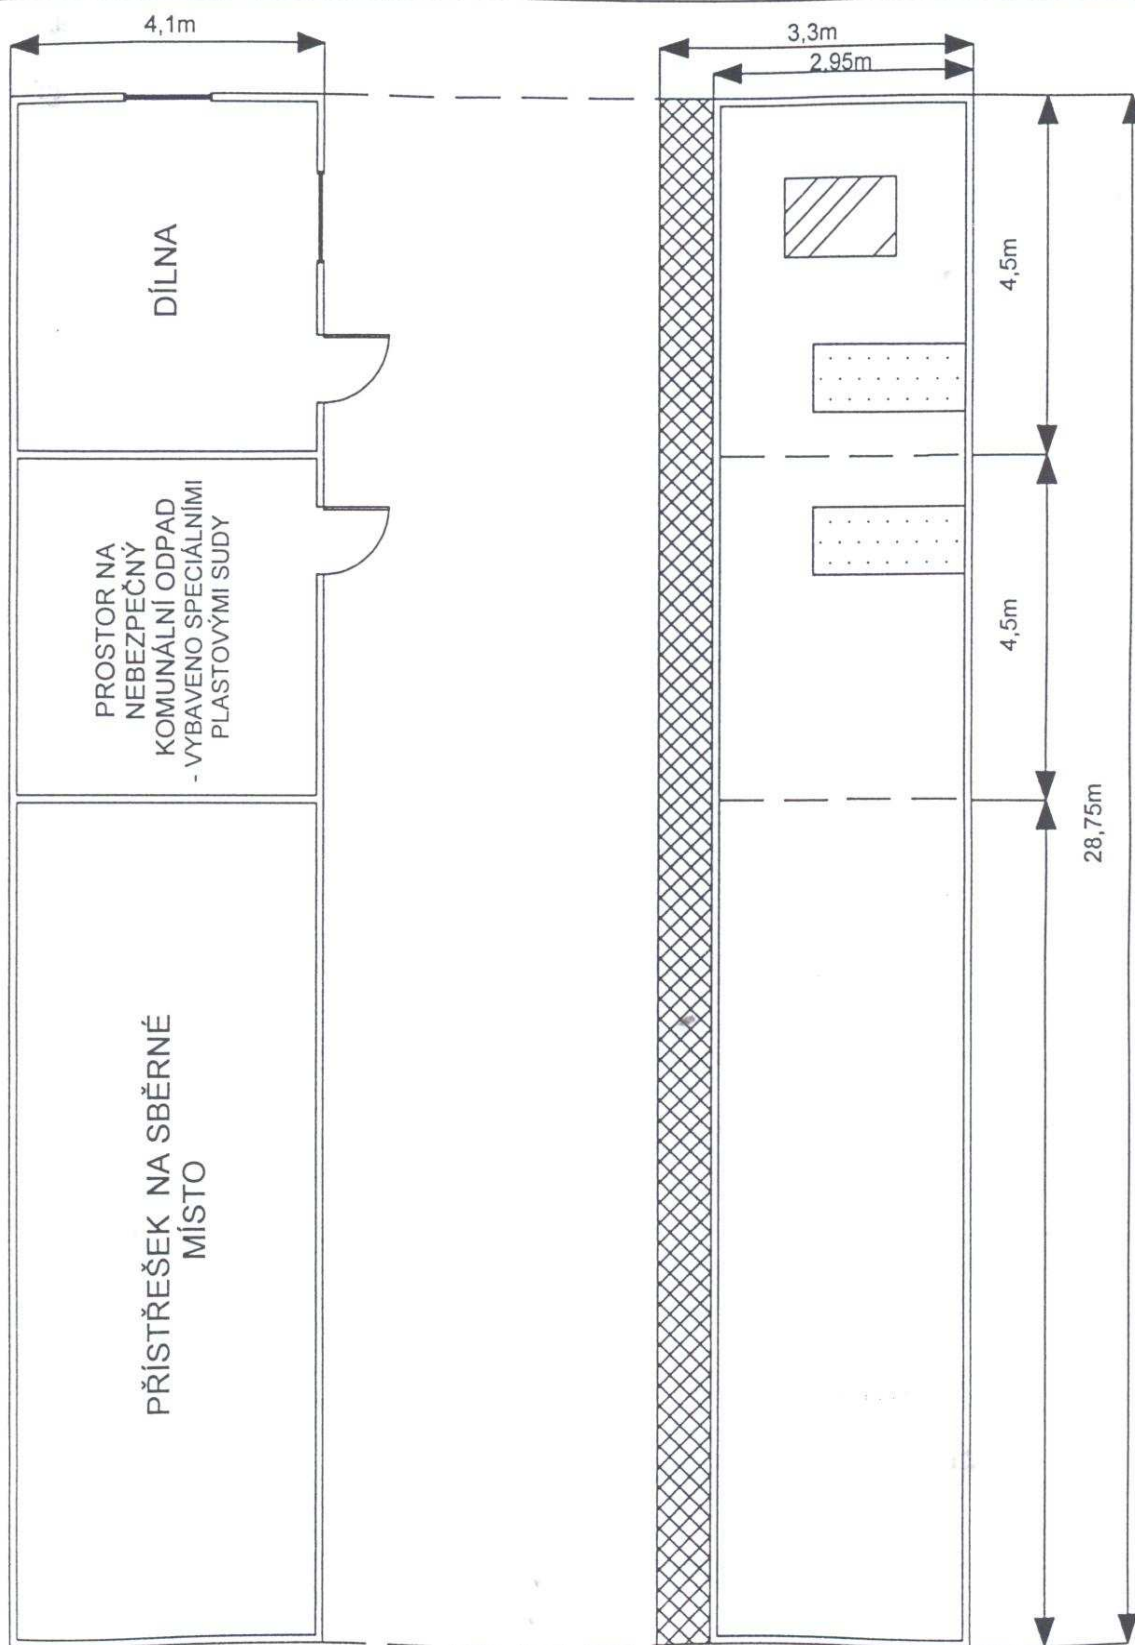 4,1m
3,3m
2,95m
DÍLNA
4,5m
PROSTOR NA
NEBEZPEČNÝ
KOMUNÁLNÍ ODPAD
- VYBAVENO SPECIÁLNÍMI
PLASTOVÝMI SUDY
4,5m
28,75m
PŘÍSTŘEŠEK NA SBĚRNÉ
MÍSTO